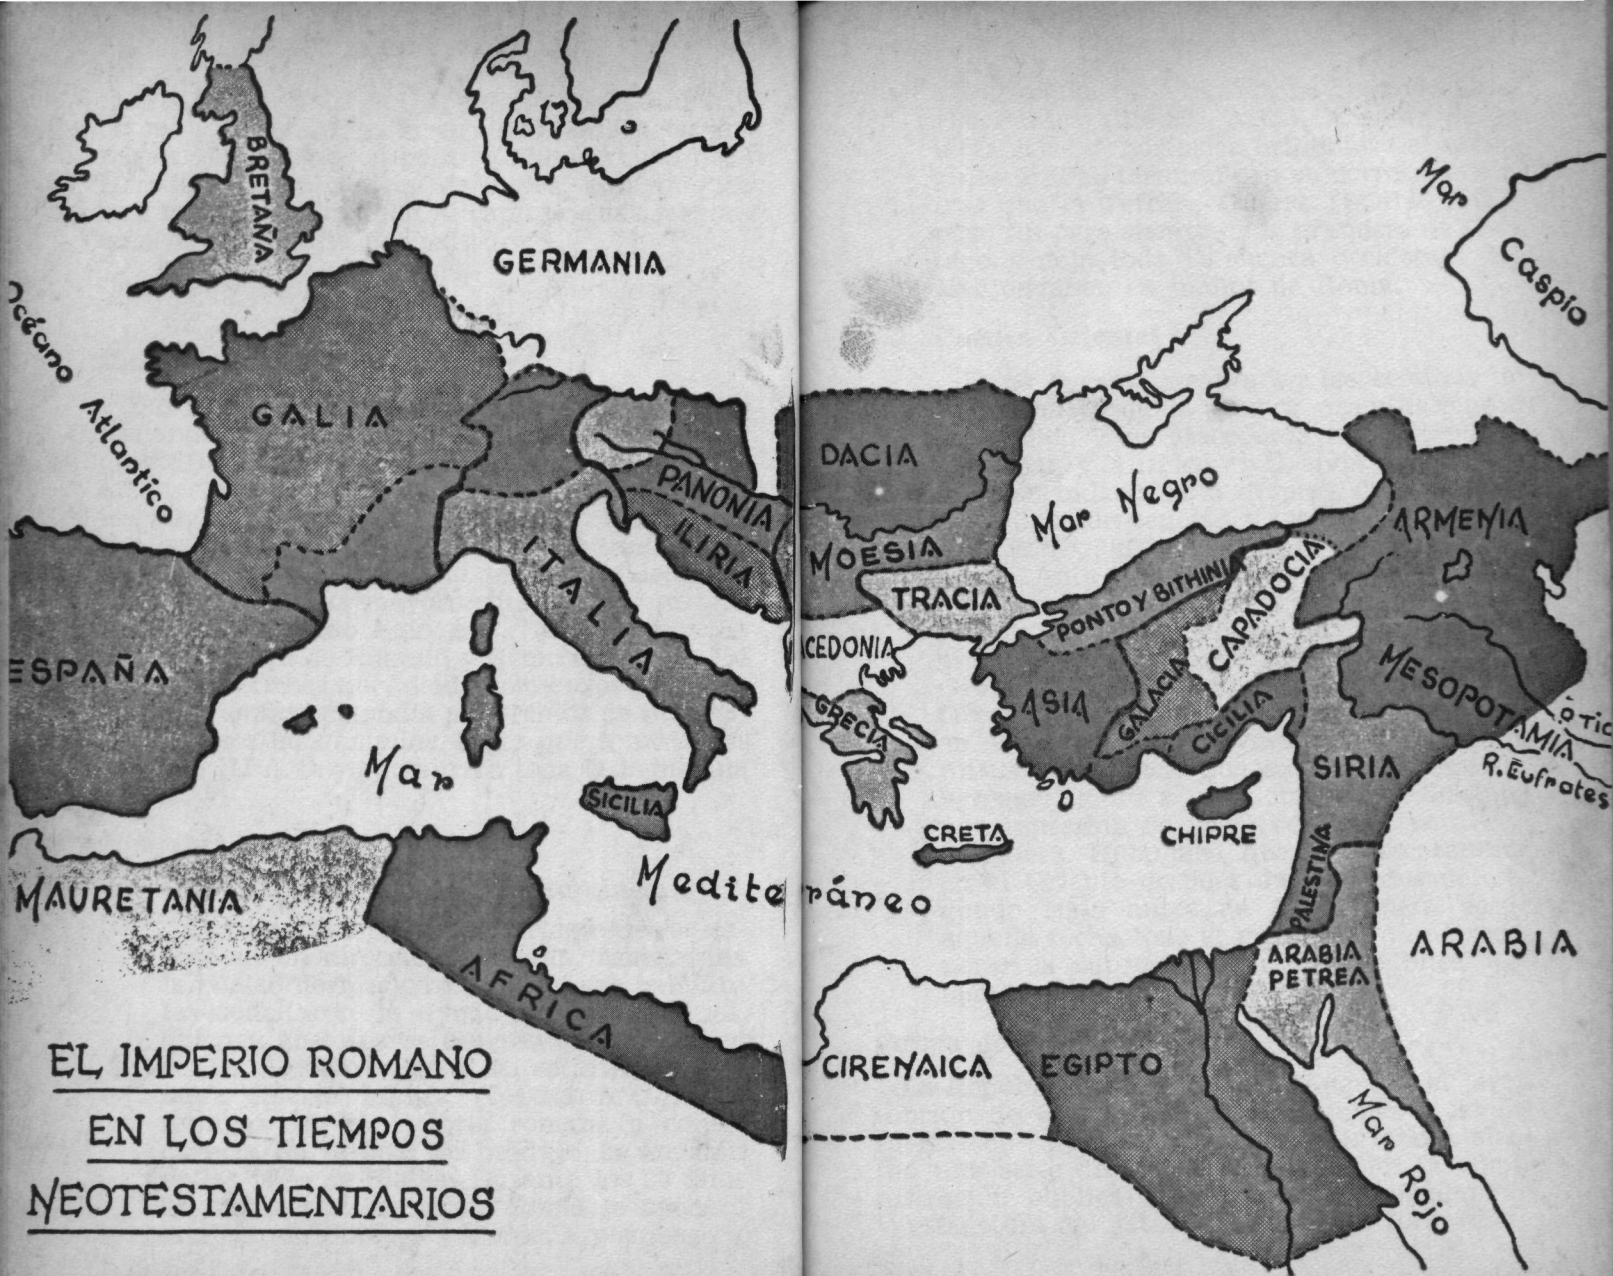 BRETAÑA
GERMANIA
Océano Atlantico
GALIA
PANONIA
ILIRIA
ITALIA
ESPAÑA
Mar
SICILIA
MAURETANIA
Mediterráneo
AFRICA
EL IMPERIO ROMANO
EN LOS TIEMPOS
NEOTESTAMENTARIOS
Mar
Caspio
DACIA
Mar Negro
ARMENIA
MOESIA
TRACIA
PONTO Y BITHINIA
CAPADOCIA
ACEDONIA
ASIA
GALACIA
CICILIA
MESOPOTAMIA
GRECIA
SIRIA
R. Eufrates
CRETA
CHIPRE
PALESTINA
ARABIA
PETREA
ARABIA
CIRENAICA
EGIPTO
Mar Rojo